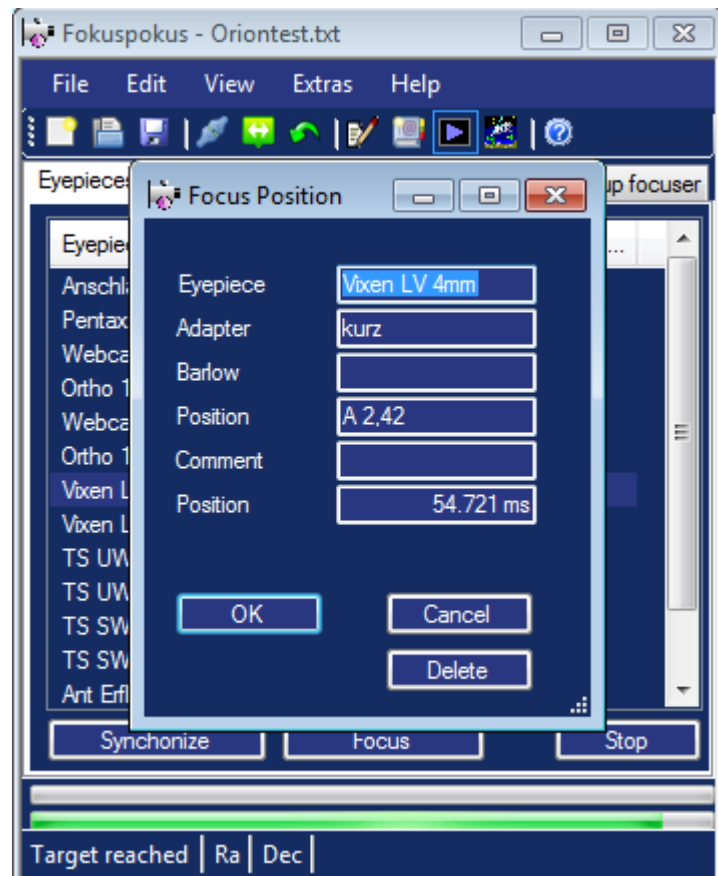 Fokuspokus - Oriontest.txt
File Edit View Extras Help
Eyepieces up focuser
Focus Position
...
Anschl
Pentax
Webca
Ortho 1
Webca
Ortho 1
Vixen L
Vixen L
TS UW
TS UW
TS SW
TS SW
Ant Erfl
Eyepiece Vixen LV 4mm
Adapter kurz
Barlow
Position A 2,42
Comment
Position 54.721 ms
OK Cancel
Delete
Synchonize Focus Stop
Target reached Ra Dec